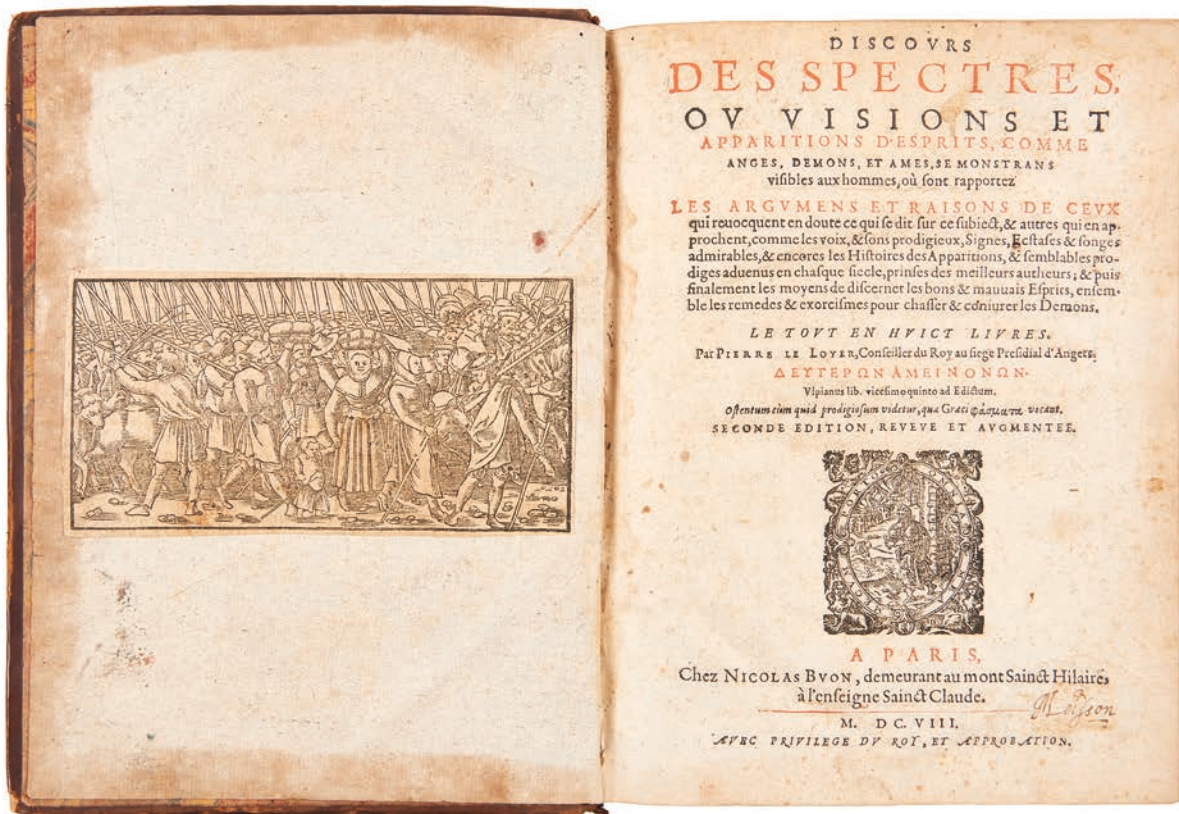 DISCOVRS
DES SPECTRES,
OV VISIONS ET
APPARITIONS D'ESPRITS, COMME
ANGES, DEMONS, ET AMES, SE MONSTRANS
visibles aux hommes, où sont rapportez
LES ARGVMENS ET RAISONS DE CEVX
qui reuocquent en doute ce qui se dit sur ce subiect, & autres qui en ap-
prochent, comme les voix, & sons prodigieux, Signes, Ecstases & songes
admirables, & encores les Histoires des Apparitions, & semblables pro-
diges aduenus en chasque siecle, prinses des meilleurs autheurs; & puis
finalement les moyens de discerner les bons & mauuais Esprits, ensem-
ble les remedes & exorcismes pour chasser & coniurer les Demons.
LE TOVT EN HVICT LIVRES.
Par PIERRE LE LOYER, Conseiller du Roy au siege Presidial d'Angers.
ΔΕΥΤΕΡΩΝ ΑΜΕΙΝΟΝΩΝ.
Vlpianus lib. vicesimoquinto ad Edictum.
Ostentum eium quid prodigiosum videtur, quæ Græci φάσματα vocant.
SECONDE EDITION, REVEVE ET AVGMENTEE.
A PARIS,
Chez NICOLAS BVON, demeurant au mont Sainct Hilaire,
à l'enseigne Sainct Claude.
M. DC. VIII.
AVEC PRIVILEGE DV ROY, ET APPROBATION.